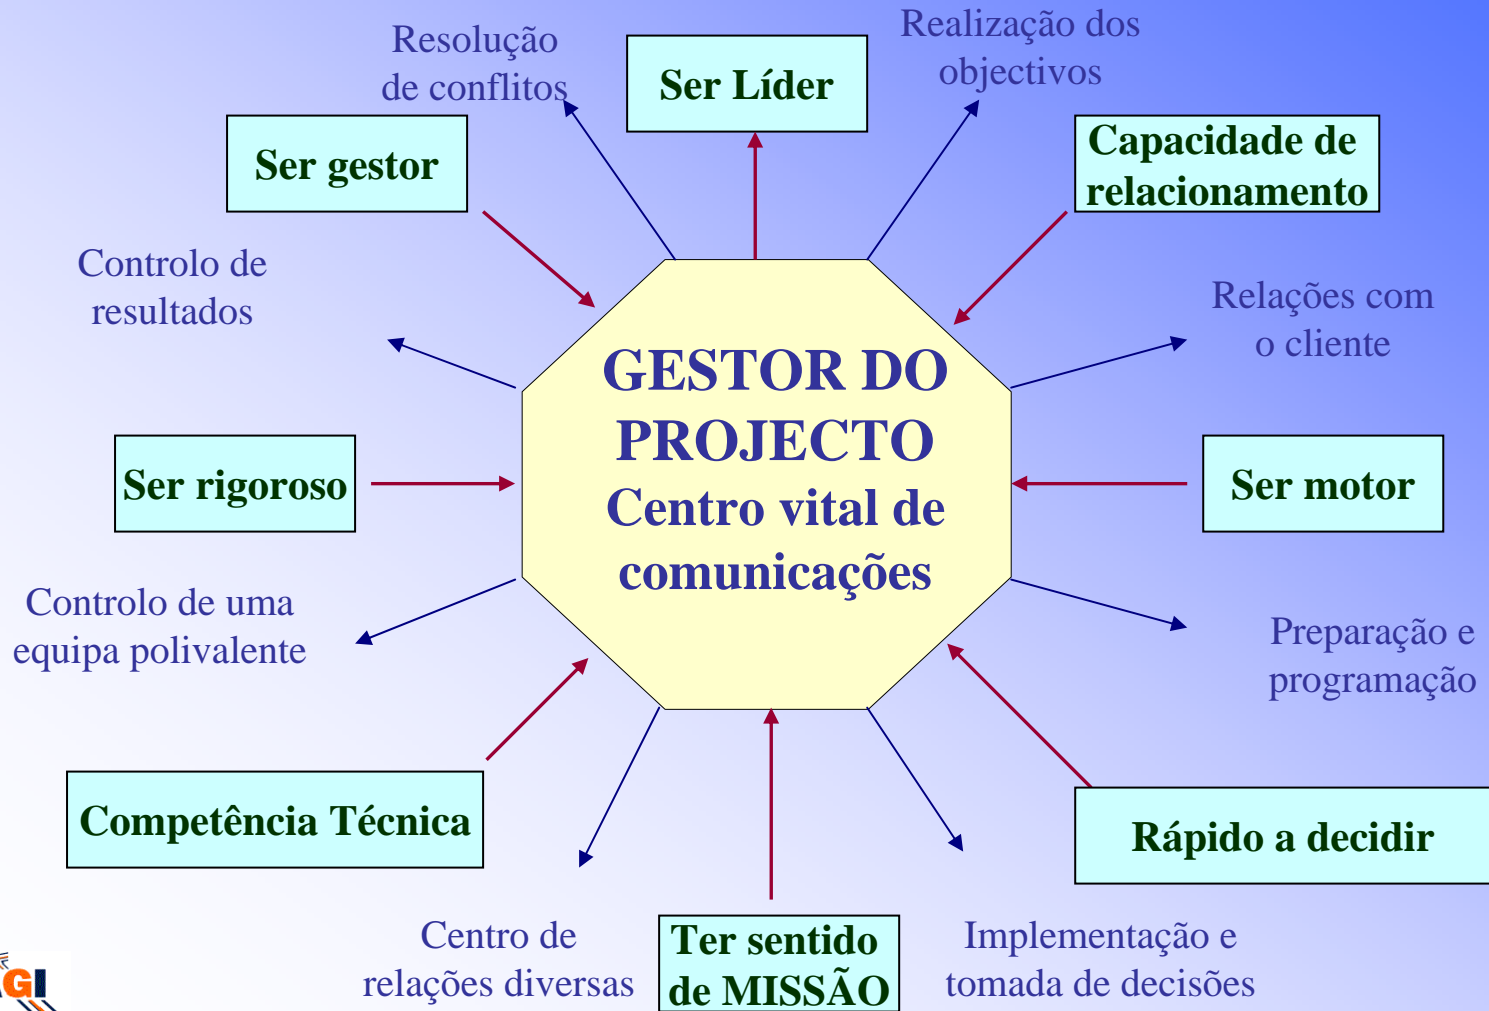 Resolução
de conflitos
Ser Líder
Realização dos
objectivos
Ser gestor
Capacidade de
relacionamento
Controlo de
resultados
Relações com
o cliente
GESTOR DO
PROJECTO
Centro vital de
comunicações
Ser rigoroso
Ser motor
Controlo de uma
equipa polivalente
Preparação e
programação
Competência Técnica
Rápido a decidir
Centro de
relações diversas
Ter sentido
de MISSÃO
Implementação e
tomada de decisões
GI